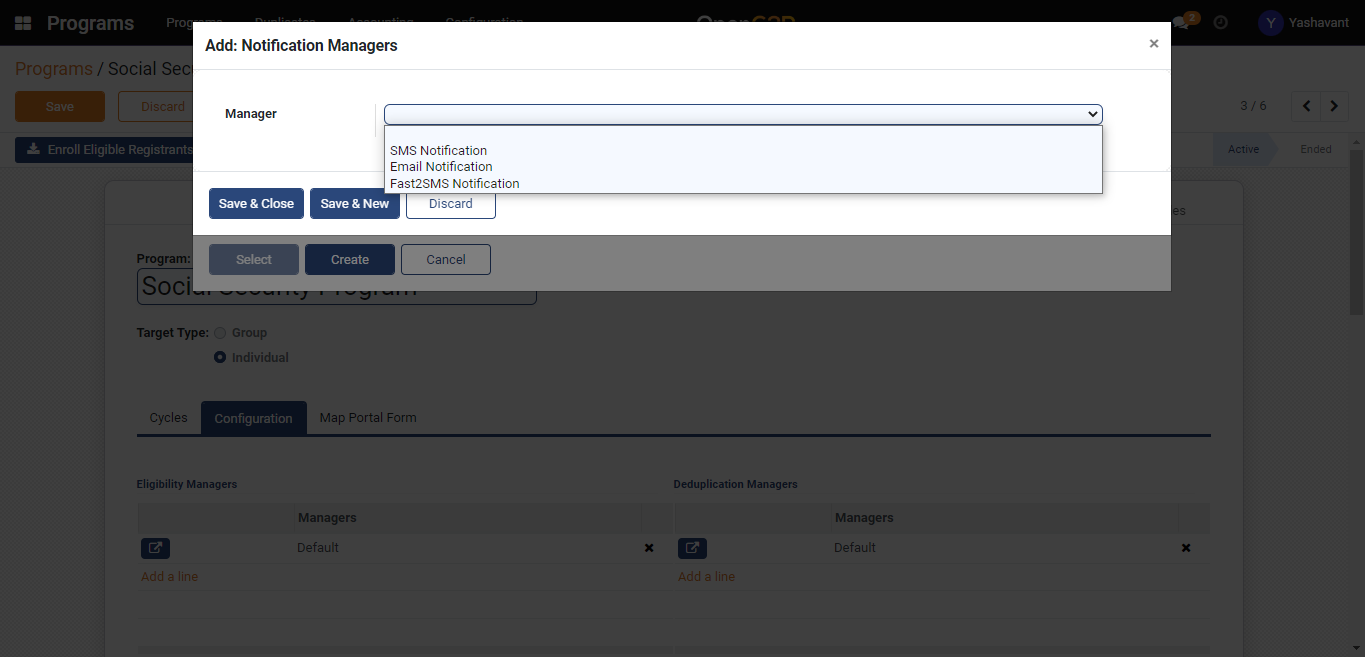 Programs Programs Duplicates Accounting Configuration 2 Y Yashavant
Add: Notification Managers ×
Programs / Social Sec
Save Discard 3 / 6
Manager
Enroll Eligible Registrants Active Ended
SMS Notification
Email Notification
Fast2SMS Notification
Save & Close Save & New Discard
Select Create Cancel
Program:
Social Security Program
Target Type: Group
Individual
Cycles Configuration Map Portal Form
Eligibility Managers Deduplication Managers
Managers Managers
Default Default
Add a line Add a line